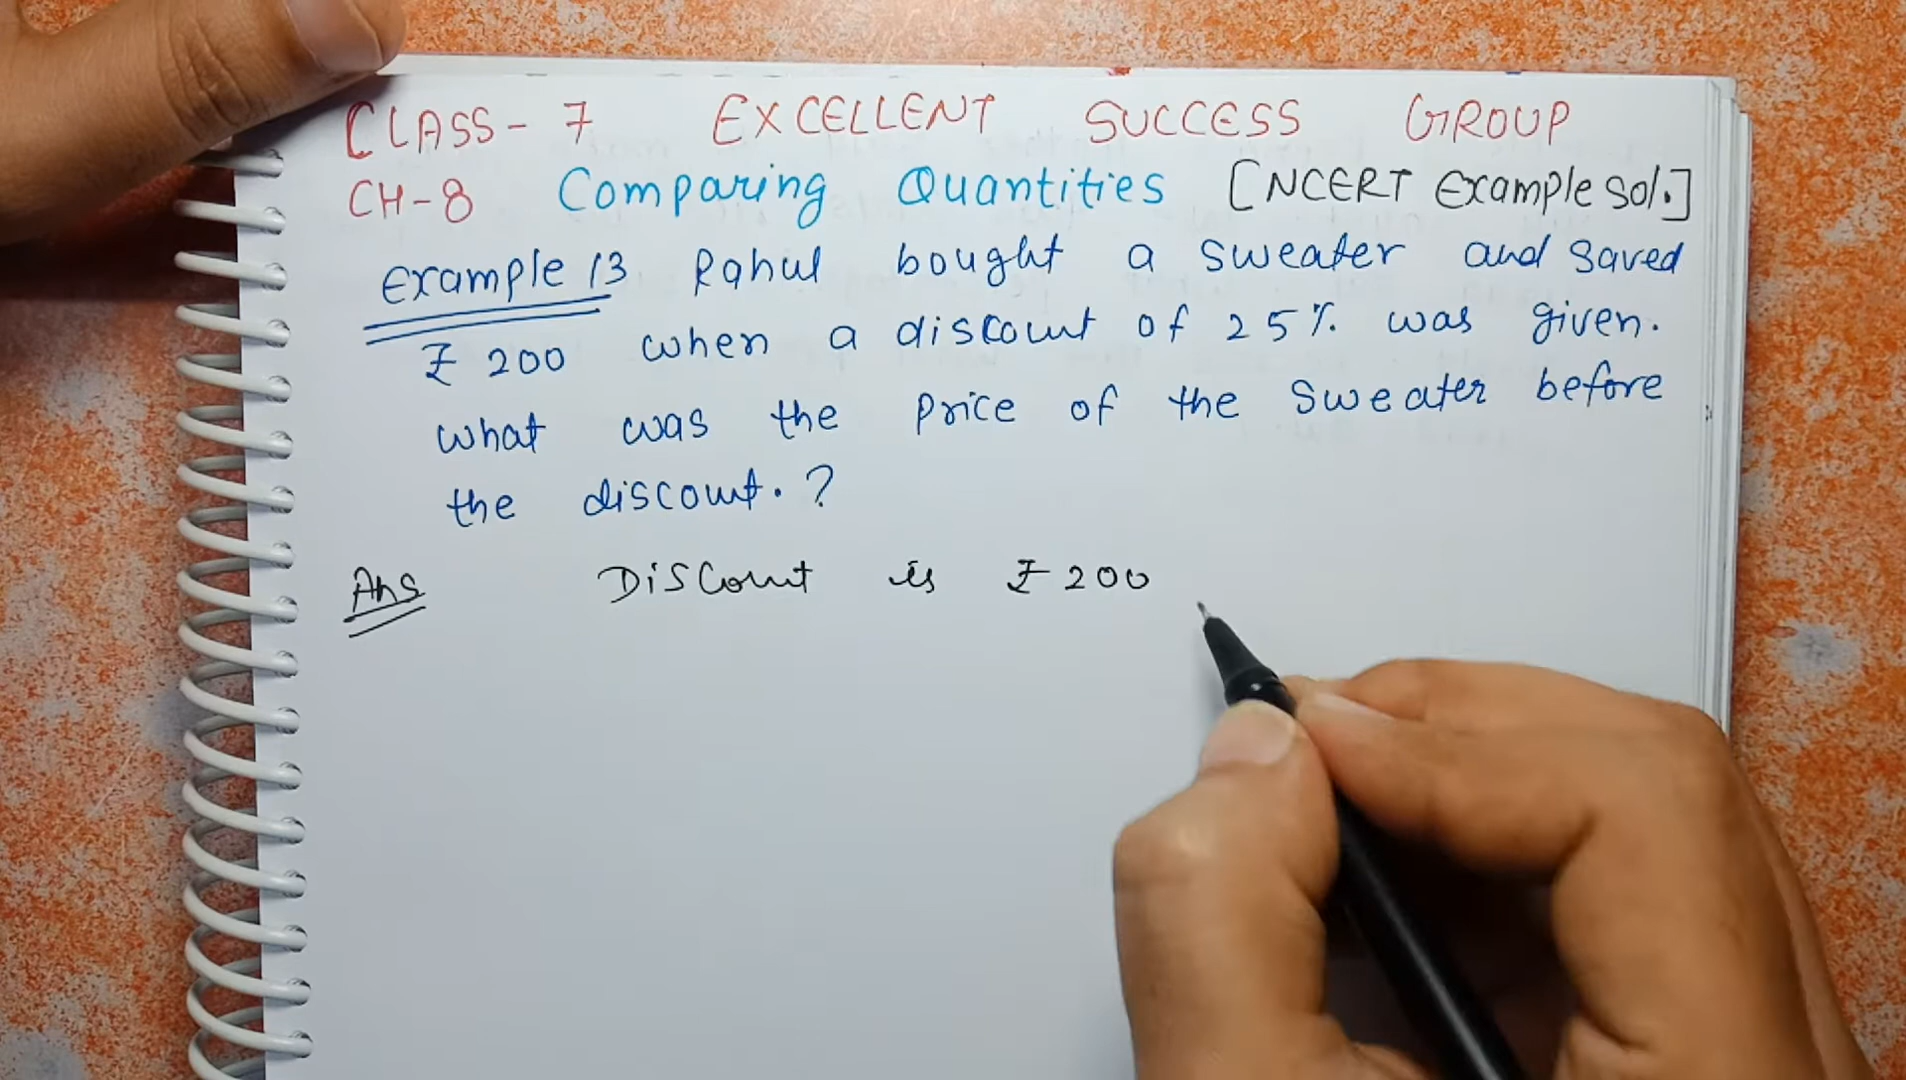 CLASS-7 EXCELLENT SUCCESS GROUP
CH-8 Comparing Quantities [NCERT Example sol.]
Example 13 Rahul bought a sweater and saved
₹ 200 when a discount of 25% was given.
what was the price of the sweater before
the discount.?
Ans Discount is ₹ 200